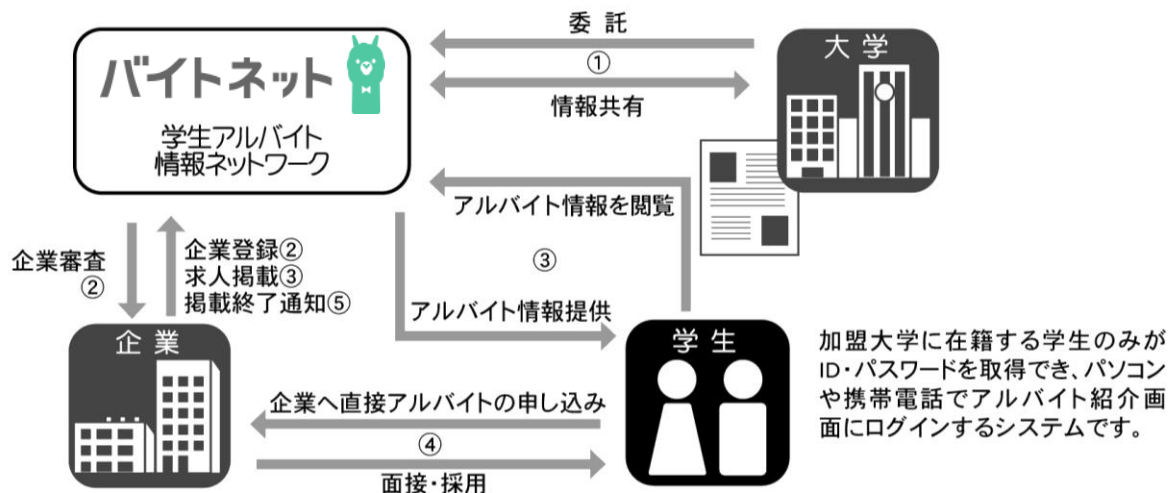 委 託
①
情報共有
大 学
バイトネット
学生アルバイト
情報ネットワーク
アルバイト情報を閲覧
企業審査
②
企業登録②
求人掲載③
掲載終了通知⑤
③
アルバイト情報提供
企 業
学 生
加盟大学に在籍する学生のみが
ID・パスワードを取得でき、パソコン
や携帯電話でアルバイト紹介画
面にログインするシステムです。
企業へ直接アルバイトの申し込み
④
面接・採用